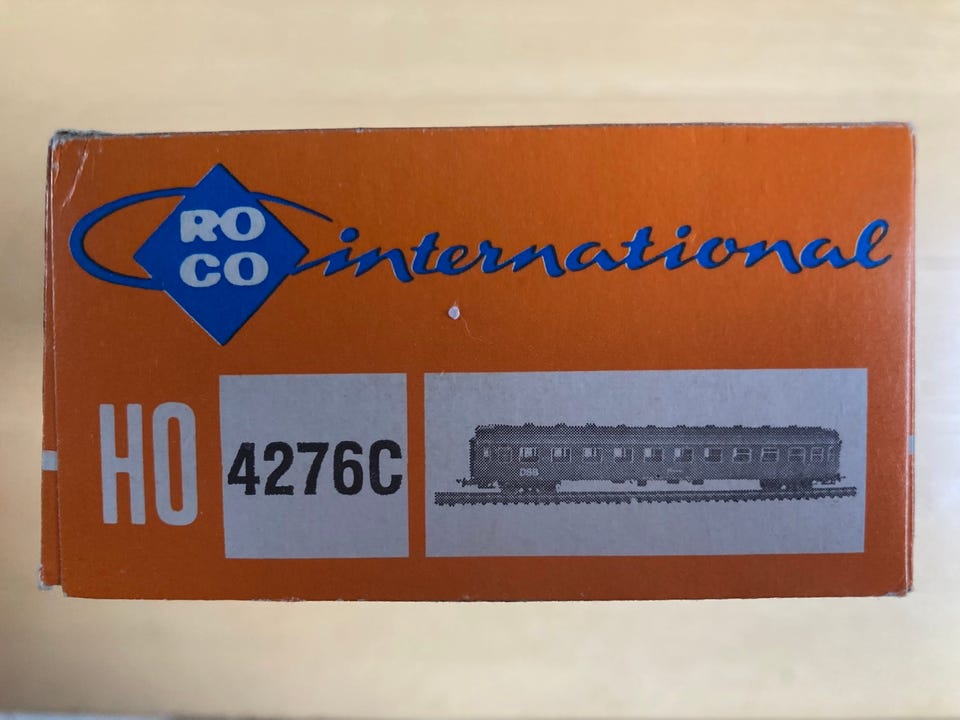 RO
CO
international
HO
4276C
DSB